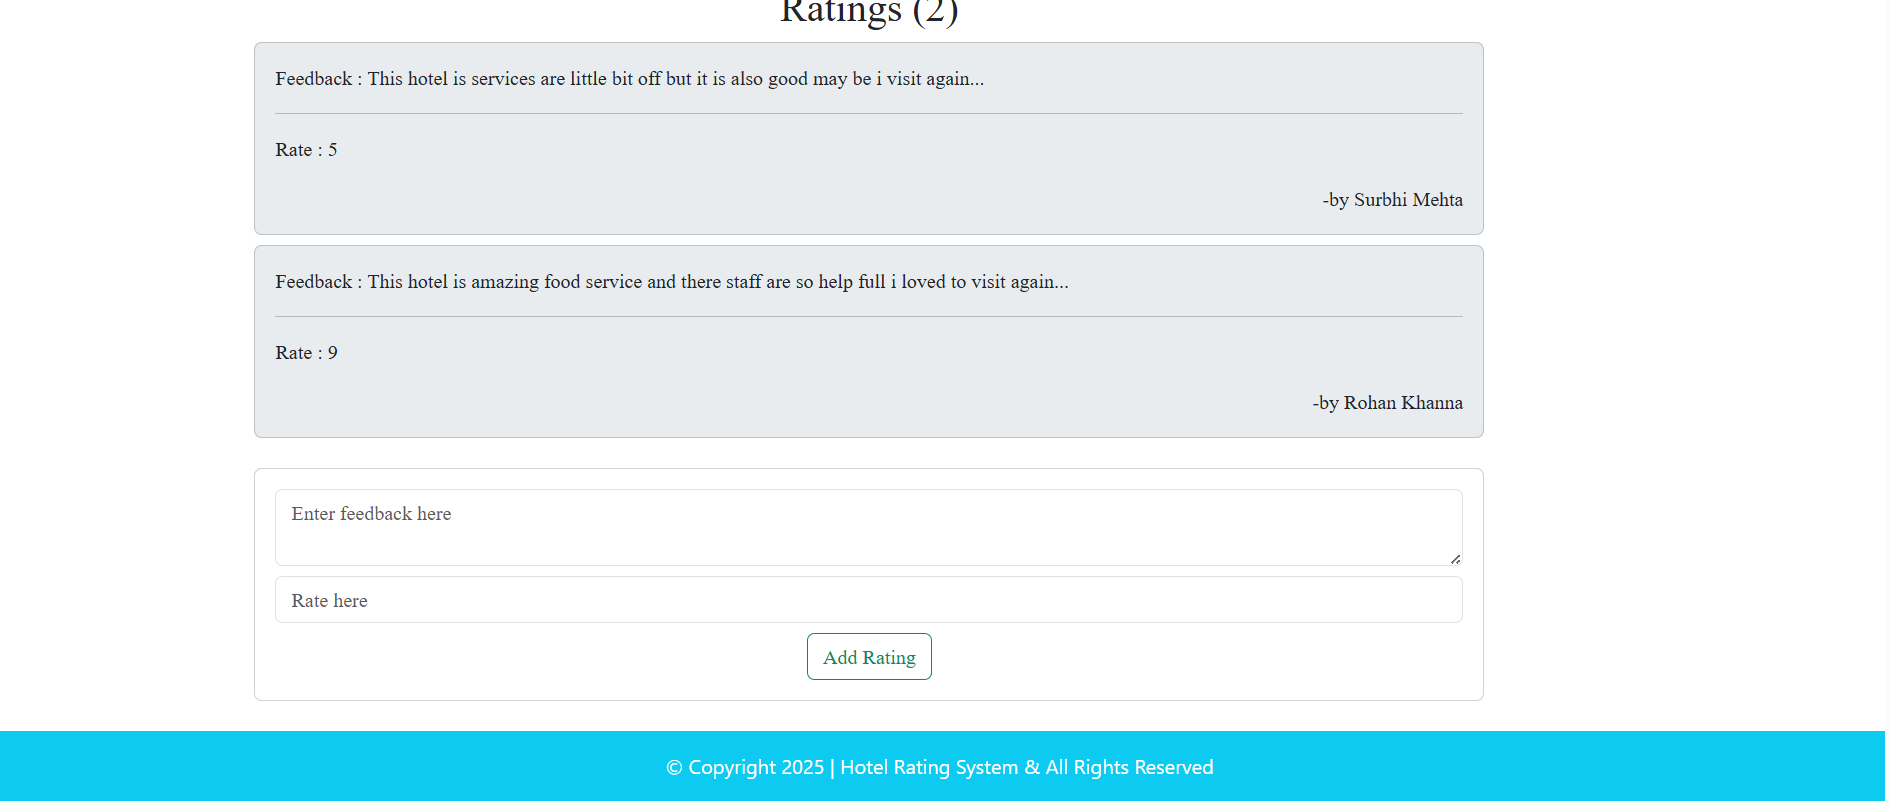 Ratings (2)
Feedback : This hotel is services are little bit off but it is also good may be i visit again...
Rate : 5
-by Surbhi Mehta
Feedback : This hotel is amazing food service and there staff are so help full i loved to visit again...
Rate : 9
-by Rohan Khanna
Enter feedback here
Rate here
Add Rating
© Copyright 2025 | Hotel Rating System & All Rights Reserved